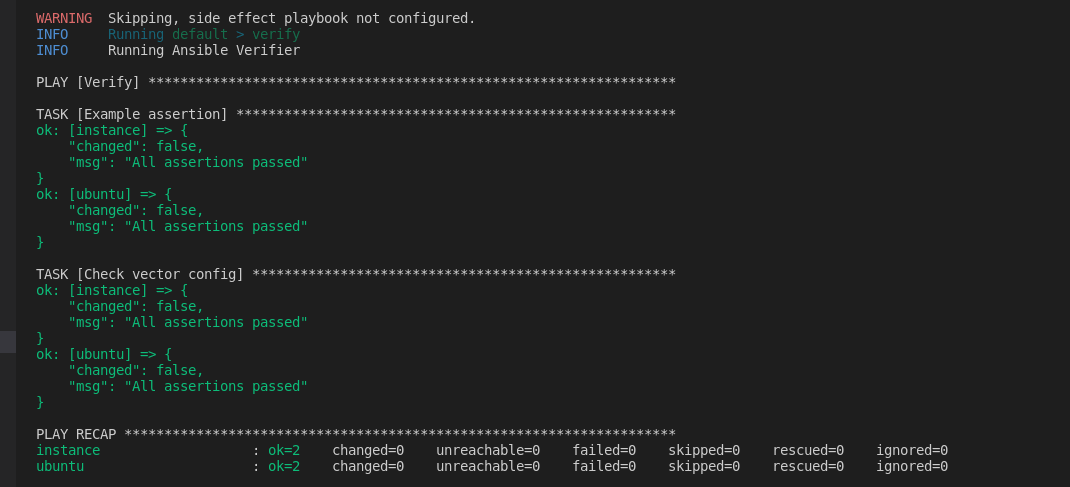 WARNING  Skipping, side effect playbook not configured.
INFO     Running default > verify
INFO     Running Ansible Verifier
PLAY [Verify] ******************************************************************
TASK [Example assertion] *******************************************************
ok: [instance] => {
    "changed": false,
    "msg": "All assertions passed"
}
ok: [ubuntu] => {
    "changed": false,
    "msg": "All assertions passed"
}
TASK [Check vector config] *****************************************************
ok: [instance] => {
    "changed": false,
    "msg": "All assertions passed"
}
ok: [ubuntu] => {
    "changed": false,
    "msg": "All assertions passed"
}
PLAY RECAP *********************************************************************
instance                   : ok=2    changed=0    unreachable=0    failed=0    skipped=0    rescued=0    ignored=0
ubuntu                     : ok=2    changed=0    unreachable=0    failed=0    skipped=0    rescued=0    ignored=0